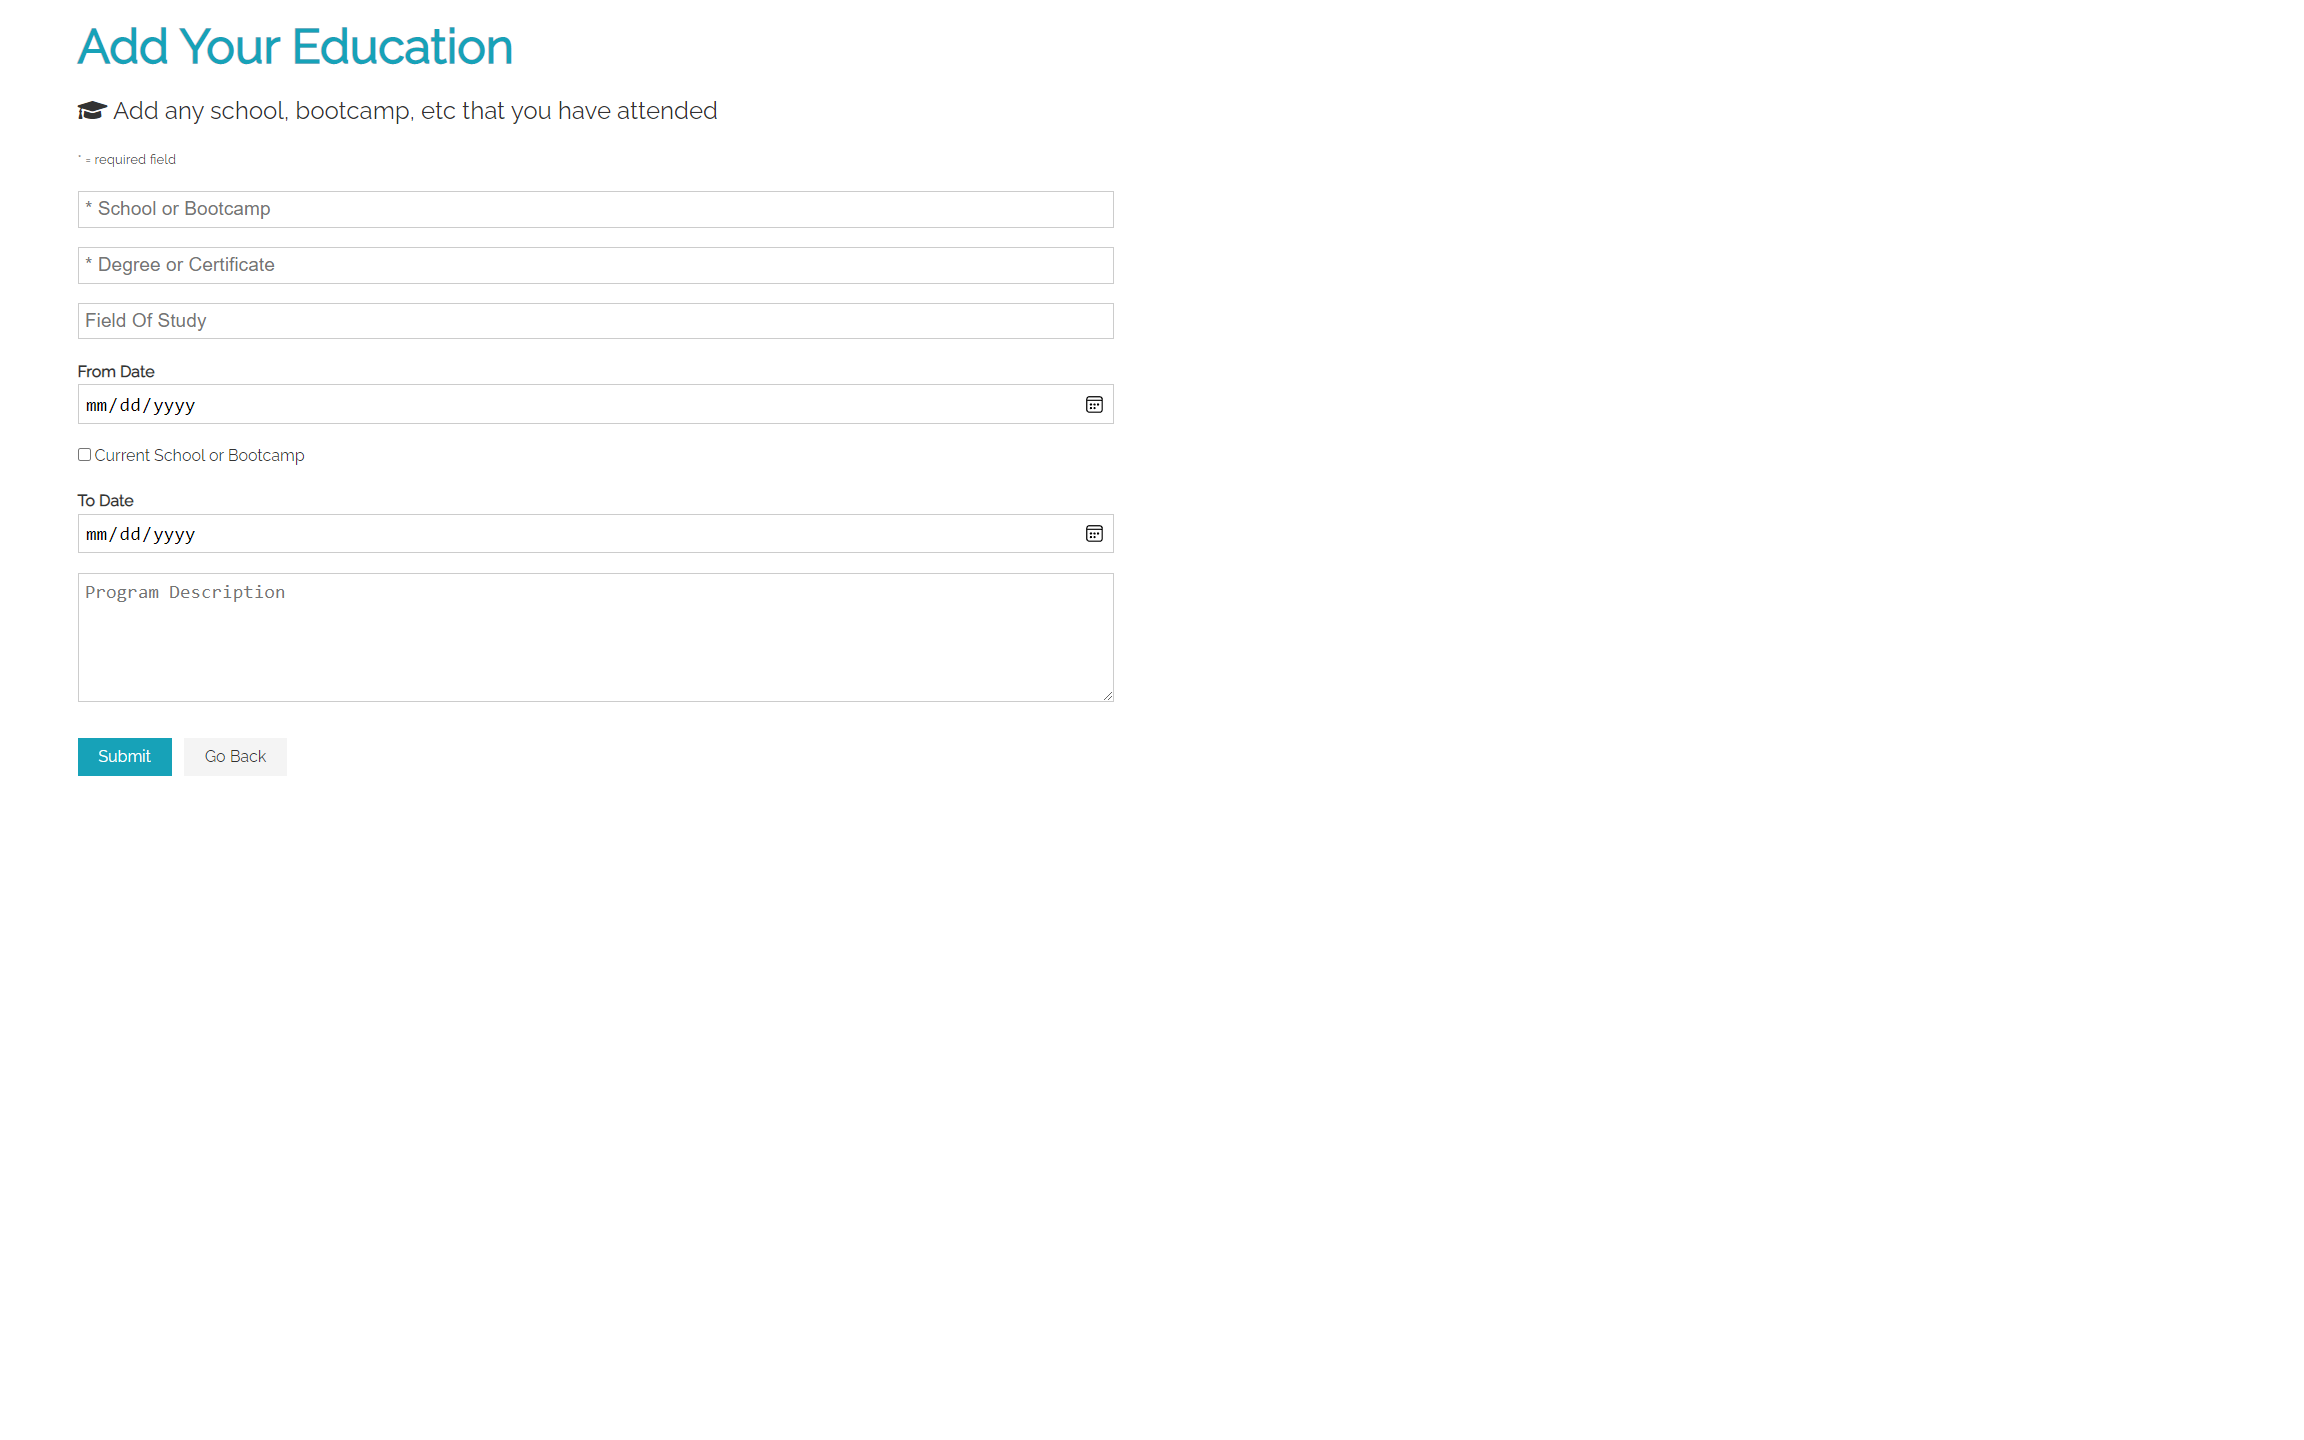 Add Your Education
Add any school, bootcamp, etc that you have attended
* = required field
* School or Bootcamp
* Degree or Certificate
Field Of Study
From Date
mm/dd/yyyy
Current School or Bootcamp
To Date
mm/dd/yyyy
Program Description
Submit
Go Back